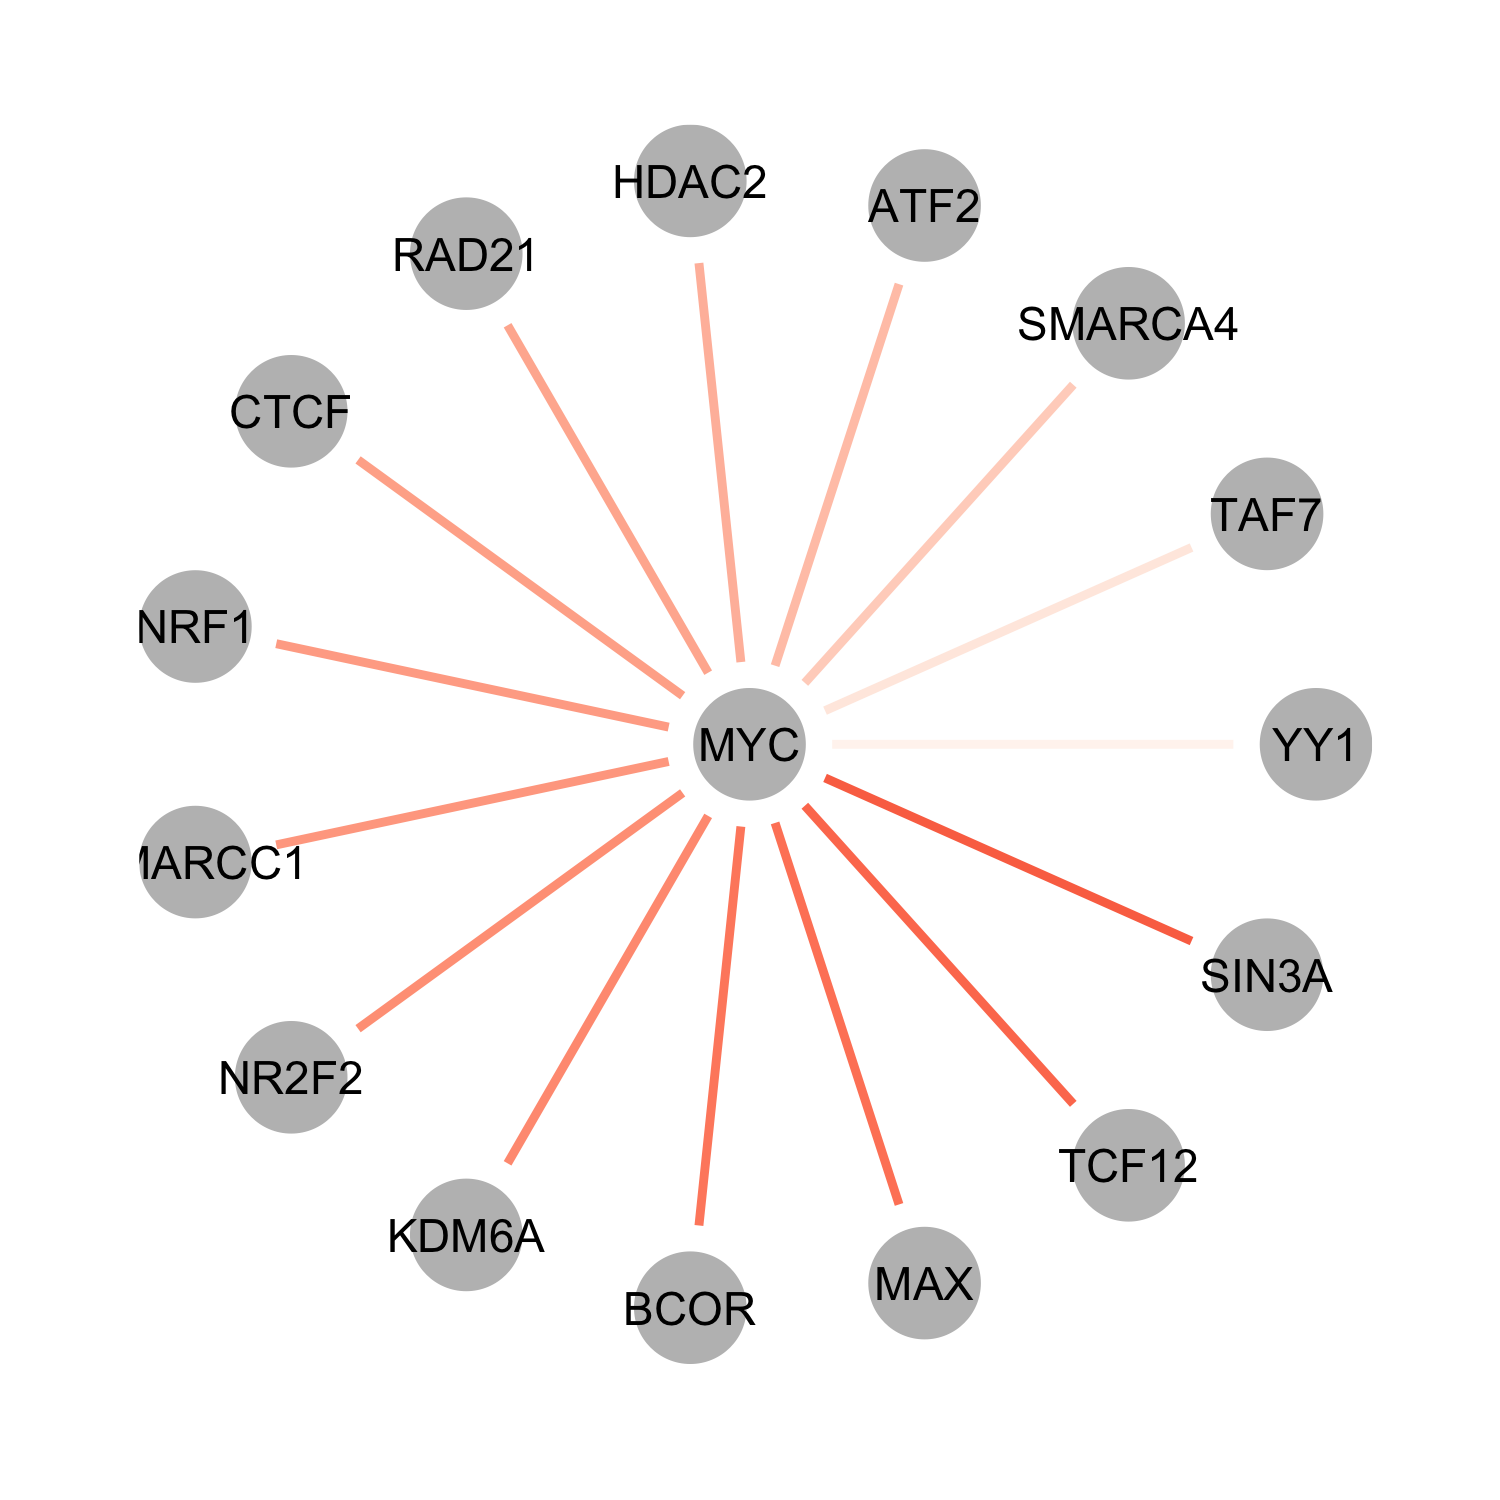 HDAC2
ATF2
RAD21
SMARCA4
CTCF
TAF7
NRF1
MYC
YY1
MARCC1
SIN3A
NR2F2
TCF12
KDM6A
MAX
BCOR